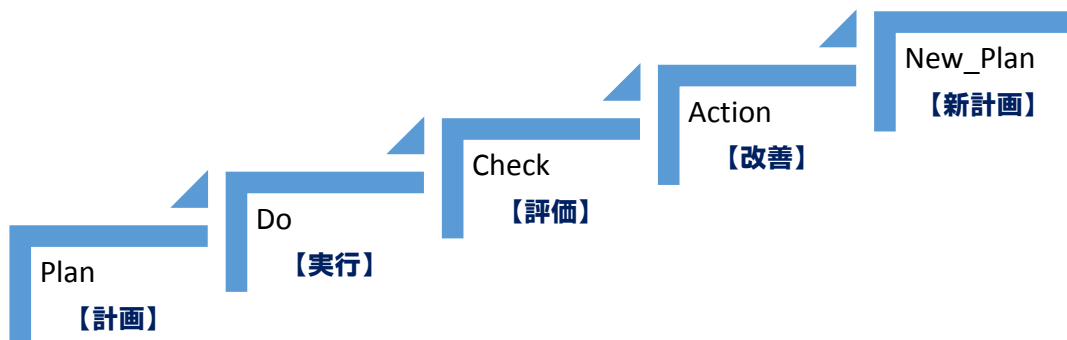 Plan
【計画】
Do
【実行】
Check
【評価】
Action
【改善】
New_Plan
【新計画】